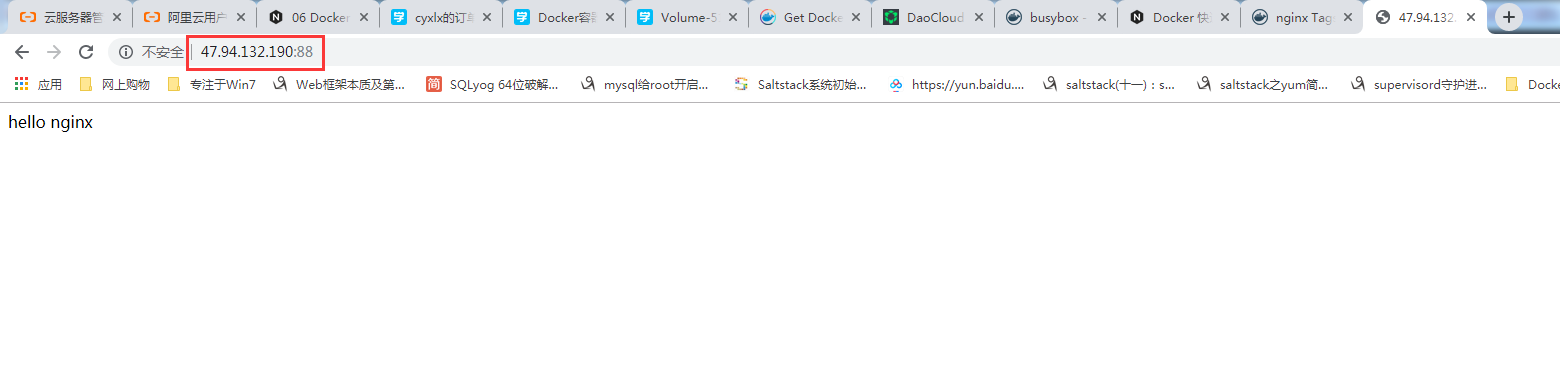 云服务器管 阿里云用户 06 Docker cyxlx的订单 Docker容器 Volume-5. Get Docke DaoCloud busybox - Docker 快 nginx Tags 47.94.132.
不安全 47.94.132.190:88
应用 网上购物 专注于Win7 Web框架本质及第... SQLyog 64位破解... mysql给root开启... Saltstack系统初始... https://yun.baidu.... saltstack(十一)：s... saltstack之yum简... supervisord守护进... Docke
hello nginx